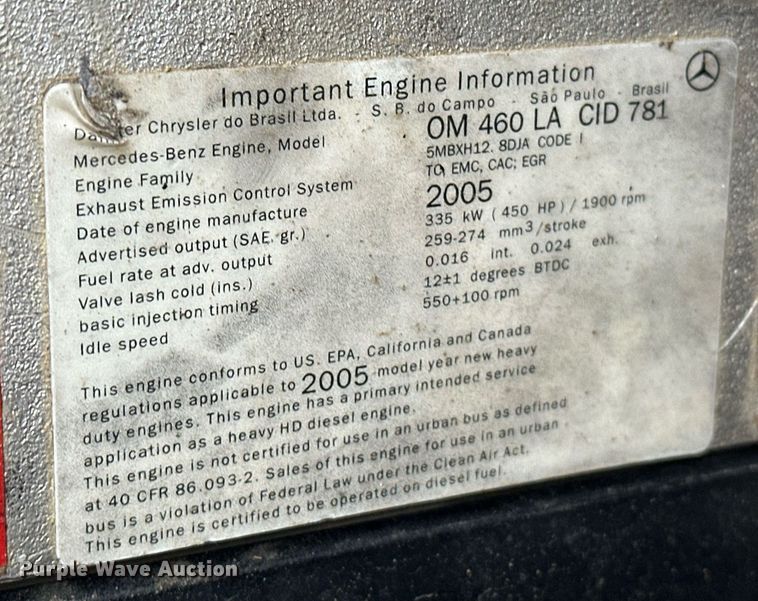 Important Engine Information
Daimler Chrysler do Brasil Ltda. - S. B. do Campo - São Paulo - Brasil
Mercedes-Benz Engine, Model OM 460 LA CID 781
Engine Family 5MBXH12. 8DJA CODE I
Exhaust Emission Control System TC, EMC, CAC; EGR
Date of engine manufacture 2005
Advertised output (SAE. gr.) 335 kW ( 450 HP) / 1900 rpm
Fuel rate at adv. output 259-274 mm3/stroke
Valve lash cold (ins.) 0.016 int. 0.024 exh.
basic injection timing 12±1 degrees BTDC
Idle speed 550+100 rpm
This engine conforms to US. EPA, California and Canada
regulations applicable to 2005 model year new heavy
duty engines. This engine has a primary intended service
application as a heavy HD diesel engine.
This engine is not certified for use in an urban bus as defined
at 40 CFR 86.093-2. Sales of this engine for use in an urban
bus is a violation of Federal Law under the Clean Air Act.
This engine is certified to be operated on diesel fuel.
Purple Wave Auction